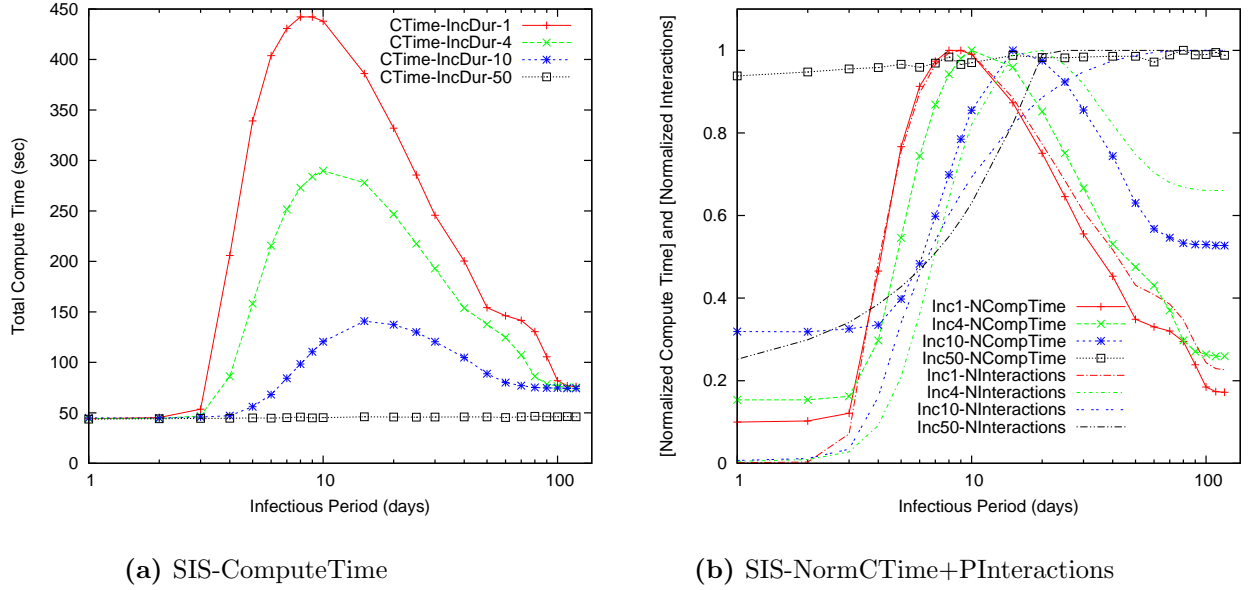 450
400
350
300
250
200
150
100
50
0
1
10
100
Total Compute Time (sec)
Infectious Period (days)
CTime-IncDur-1
CTime-IncDur-4
CTime-IncDur-10
CTime-IncDur-50
(a) SIS-ComputeTime
1
0.8
0.6
0.4
0.2
0
1
10
100
[Normalized Compute Time] and [Normalized Interactions]
Infectious Period (days)
Inc1-NCompTime
Inc4-NCompTime
Inc10-NCompTime
Inc50-NCompTime
Inc1-NInteractions
Inc4-NInteractions
Inc10-NInteractions
Inc50-NInteractions
(b) SIS-NormCTime+PInteractions